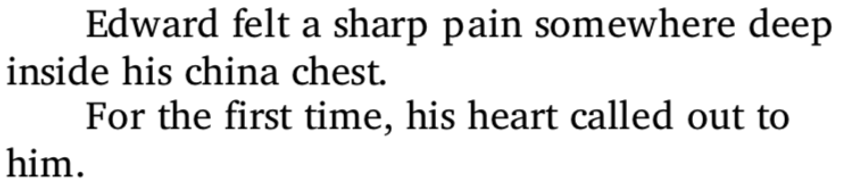 Edward felt a sharp pain somewhere deep
inside his china chest.
For the first time, his heart called out to
him.